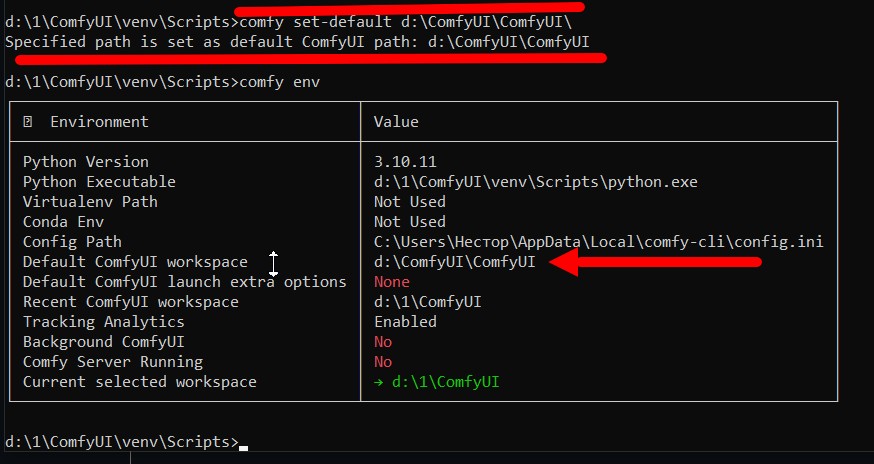 d:\1\ComfyUI\venv\Scripts>comfy set-default d:\ComfyUI\ComfyUI\
Specified path is set as default ComfyUI path: d:\ComfyUI\ComfyUI
d:\1\ComfyUI\venv\Scripts>comfy env
Environment Value
Python Version 3.10.11
Python Executable d:\1\ComfyUI\venv\Scripts\python.exe
Virtualenv Path Not Used
Conda Env Not Used
Config Path C:\Users\Нестор\AppData\Local\comfy-cli\config.ini
Default ComfyUI workspace d:\ComfyUI\ComfyUI
Default ComfyUI launch extra options None
Recent ComfyUI workspace d:\1\ComfyUI
Tracking Analytics Enabled
Background ComfyUI No
Comfy Server Running No
Current selected workspace → d:\1\ComfyUI
d:\1\ComfyUI\venv\Scripts>